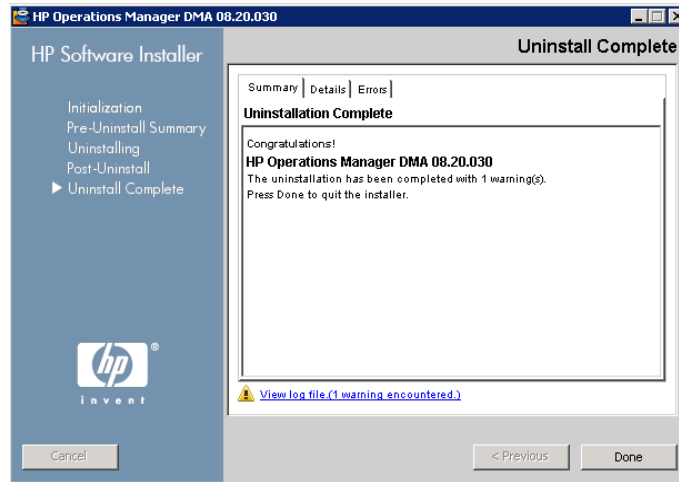 HP Operations Manager DMA 08.20.030
HP Software Installer
Uninstall Complete
Initialization
Pre-Uninstall Summary
Uninstalling
Post-Uninstall
Uninstall Complete
Summary Details Errors
Uninstallation Complete
Congratulations!
HP Operations Manager DMA 08.20.030
The uninstallation has been completed with 1 warning(s).
Press Done to quit the installer.
hp ®
invent
View log file.(1 warning encountered.)
Cancel
< Previous
Done